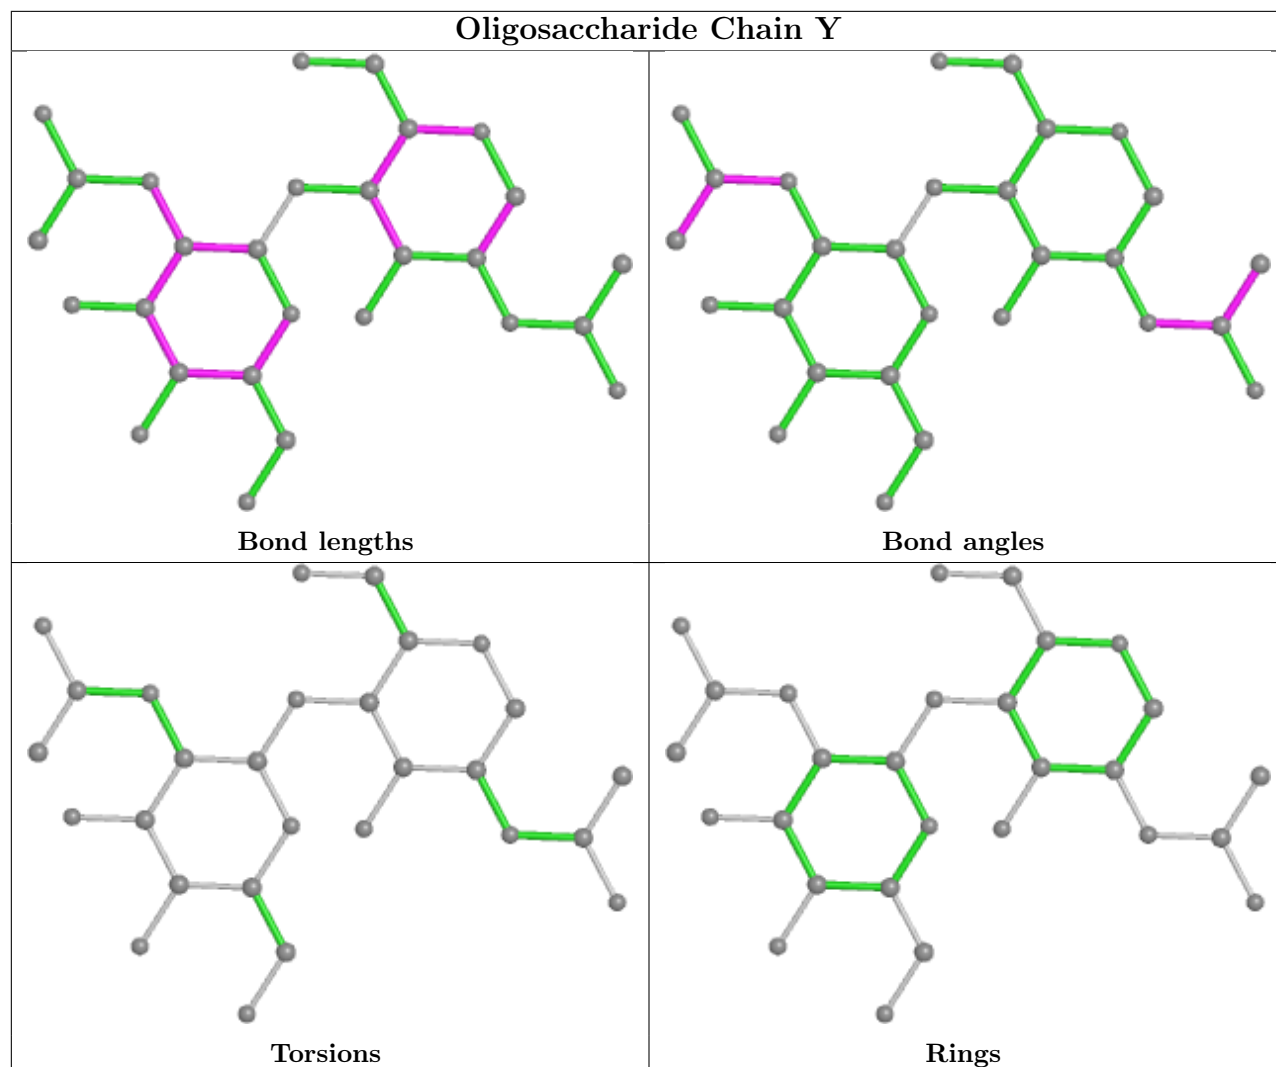 Oligosaccharide Chain Y
Bond lengths
Bond angles
Torsions
Rings